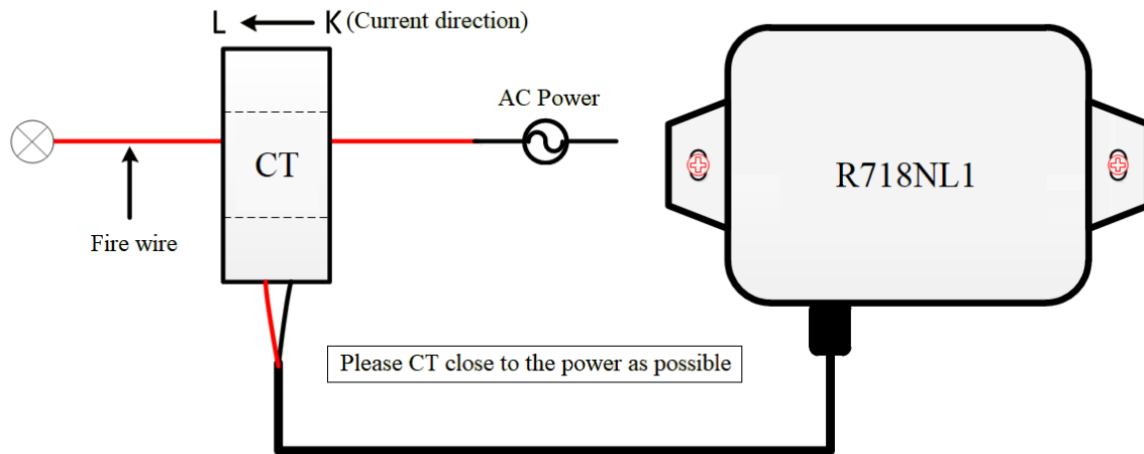 L K (Current direction)
AC Power
CT
R718NL1
Fire wire
Please CT close to the power as possible